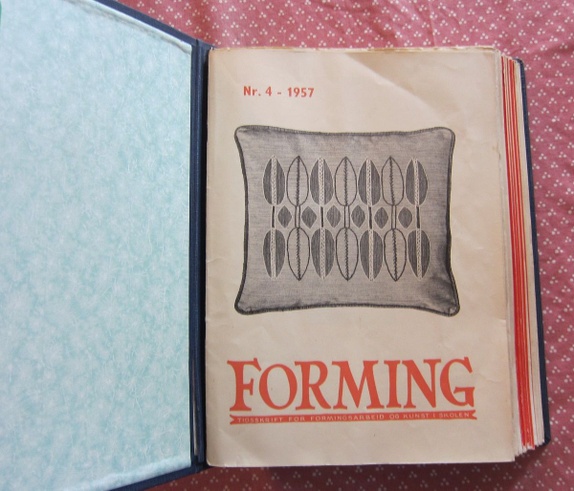 Nr. 4 - 1957
FORMING
TIDSSKRIFT FOR FORMINGSARBEID OG KUNST I SKOLEN